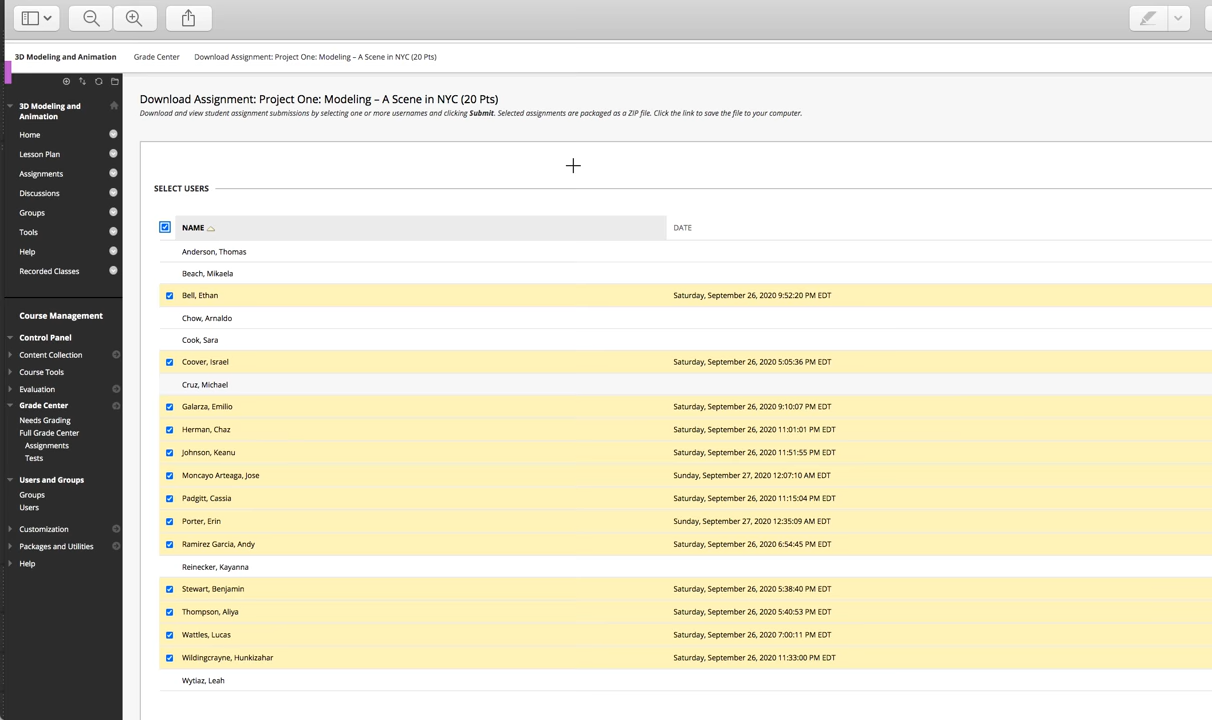 3D Modeling and Animation Grade Center Download Assignment: Project One: Modeling – A Scene in NYC (20 Pts)
3D Modeling and
Animation
Home
Lesson Plan
Assignments
Discussions
Groups
Tools
Help
Recorded Classes
Course Management
Control Panel
Content Collection
Course Tools
Evaluation
Grade Center
Needs Grading
Full Grade Center
Assignments
Tests
Users and Groups
Groups
Users
Customization
Packages and Utilities
Help
Download Assignment: Project One: Modeling – A Scene in NYC (20 Pts)
Download and view student assignment submissions by selecting one or more usernames and clicking Submit. Selected assignments are packaged as a ZIP file. Click the link to save the file to your computer.
SELECT USERS
NAME DATE
Anderson, Thomas
Beach, Mikaela
Bell, Ethan Saturday, September 26, 2020 9:52:20 PM EDT
Chow, Arnaldo
Cook, Sara
Coover, Israel Saturday, September 26, 2020 5:05:36 PM EDT
Cruz, Michael
Galarza, Emilio Saturday, September 26, 2020 9:10:07 PM EDT
Herman, Chaz Saturday, September 26, 2020 11:01:01 PM EDT
Johnson, Keanu Saturday, September 26, 2020 11:51:55 PM EDT
Moncayo Arteaga, Jose Sunday, September 27, 2020 12:07:10 AM EDT
Padgitt, Cassia Saturday, September 26, 2020 11:15:04 PM EDT
Porter, Erin Sunday, September 27, 2020 12:35:09 AM EDT
Ramirez Garcia, Andy Saturday, September 26, 2020 6:54:45 PM EDT
Reinecker, Kayanna
Stewart, Benjamin Saturday, September 26, 2020 5:38:40 PM EDT
Thompson, Aliya Saturday, September 26, 2020 5:40:53 PM EDT
Wattles, Lucas Saturday, September 26, 2020 7:00:11 PM EDT
Wildingcrayne, Hunkizahar Saturday, September 26, 2020 11:33:00 PM EDT
Wytiaz, Leah